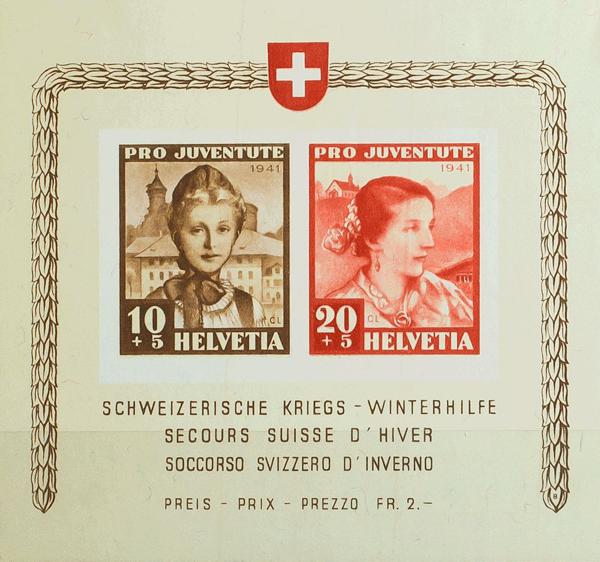 PRO JUVENTUTE
1941
CL
10
+ 5 HELVETIA
PRO JUVENTUTE
1941
CL
20
+ 5 HELVETIA
SCHWEIZERISCHE KRIEGS - WINTERHILFE
SECOURS SUISSE D'HIVER
SOCCORSO SVIZZERO D'INVERNO
PREIS - PRIX - PREZZO FR. 2.-
B